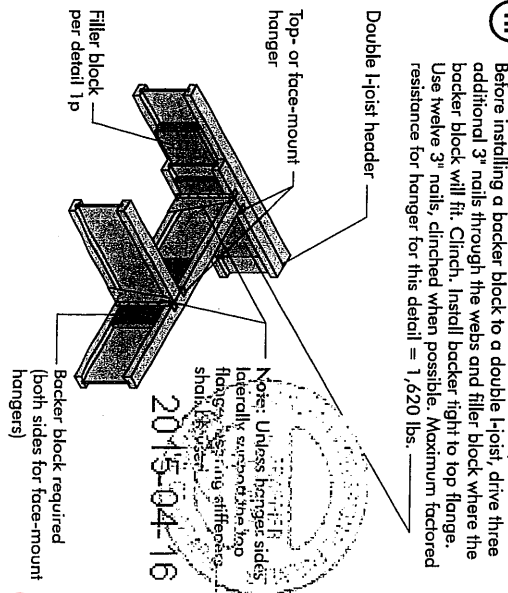 Before installing a backer block to a double I-joist, drive three
additional 3" nails through the webs and filler block where the
backer block will fit. Clinch. Install backer tight to top flange.
Use twelve 3" nails, clinched when possible. Maximum factored
resistance for hanger for this detail = 1,620 lbs.
Double I-joist header
Top- or face-mount
hanger
Filler block
per detail 1p
Note: Unless hanger sides
laterally support the top
flange, bearing stiffeners
shall be used.
2015-04-16
Backer block required
(both sides for face-mount
hangers)